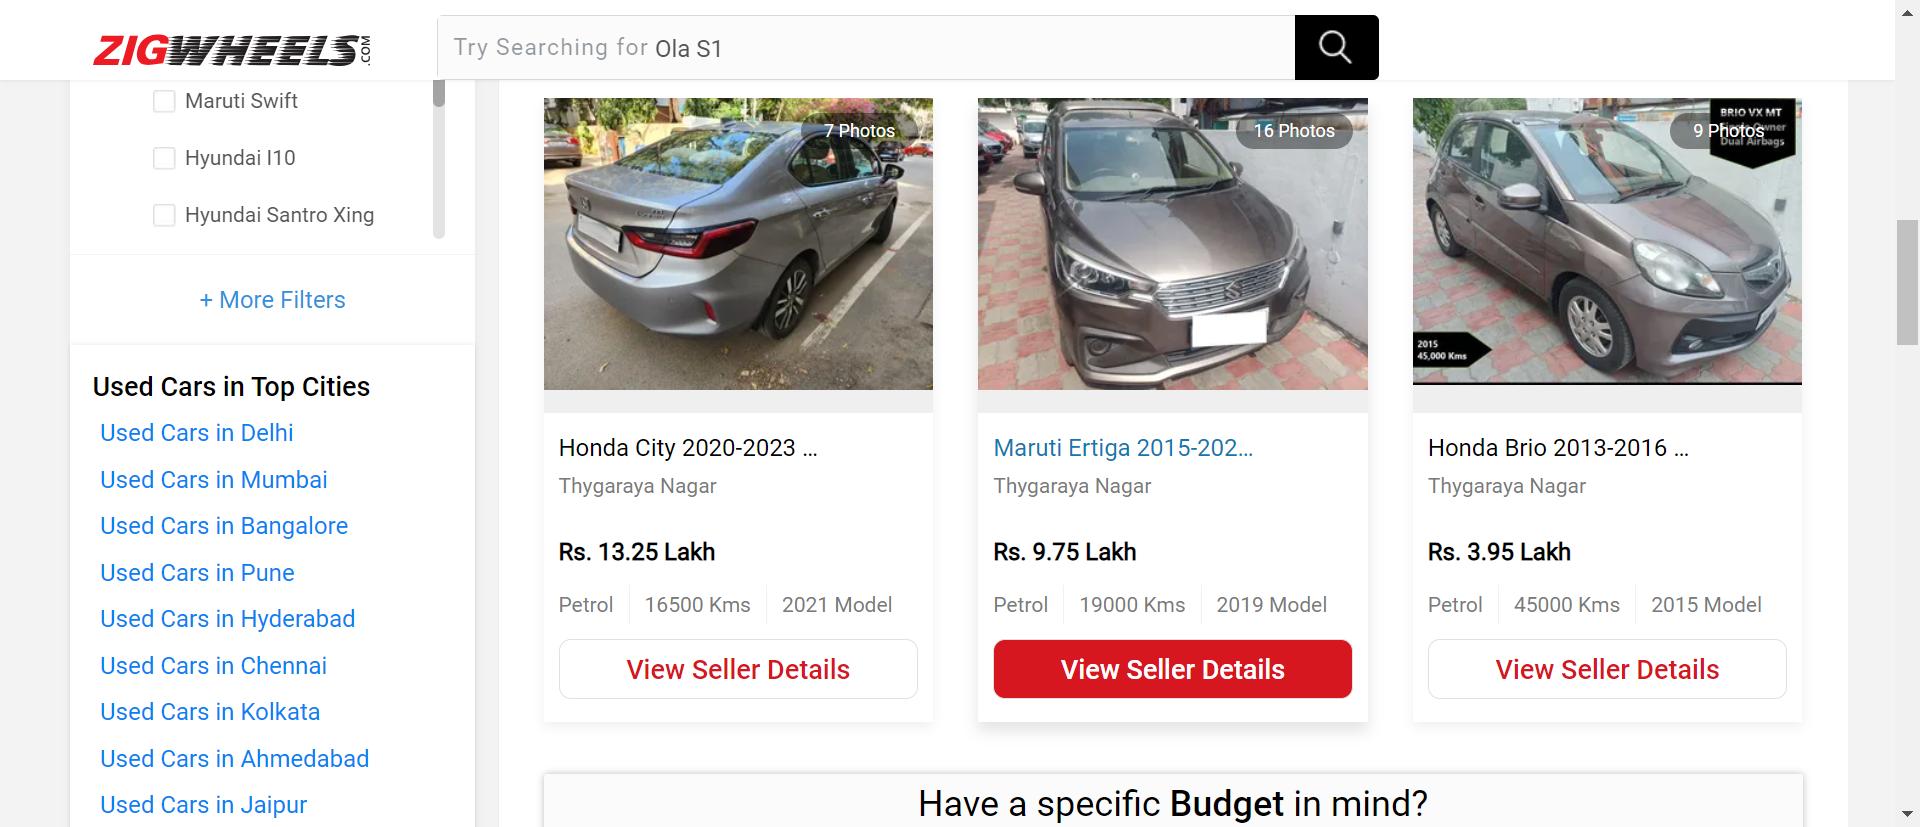 ZIGWHEELS.COM
Try Searching for Ola S1
Maruti Swift
Hyundai I10
Hyundai Santro Xing
+ More Filters
Used Cars in Top Cities
Used Cars in Delhi
Used Cars in Mumbai
Used Cars in Bangalore
Used Cars in Pune
Used Cars in Hyderabad
Used Cars in Chennai
Used Cars in Kolkata
Used Cars in Ahmedabad
Used Cars in Jaipur
7 Photos
Honda City 2020-2023 ...
Thygaraya Nagar
Rs. 13.25 Lakh
Petrol 16500 Kms 2021 Model
View Seller Details
16 Photos
Maruti Ertiga 2015-202...
Thygaraya Nagar
Rs. 9.75 Lakh
Petrol 19000 Kms 2019 Model
View Seller Details
BRIO VX MT
9 Photos
Owner
Dual Airbags
2015
45,000 Kms
Honda Brio 2013-2016 ...
Thygaraya Nagar
Rs. 3.95 Lakh
Petrol 45000 Kms 2015 Model
View Seller Details
Have a specific Budget in mind?